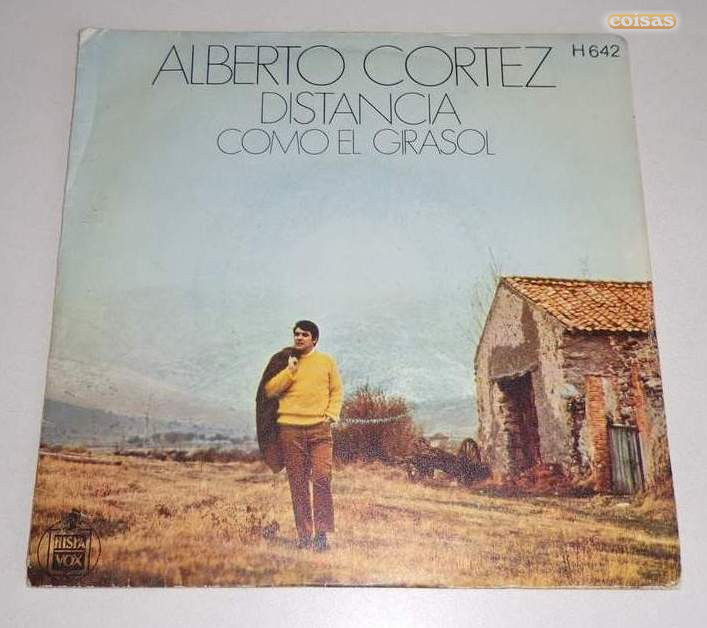 coisas
ALBERTO CORTEZ H 642
DISTANCIA
COMO EL GIRASOL
HISPA
VOX